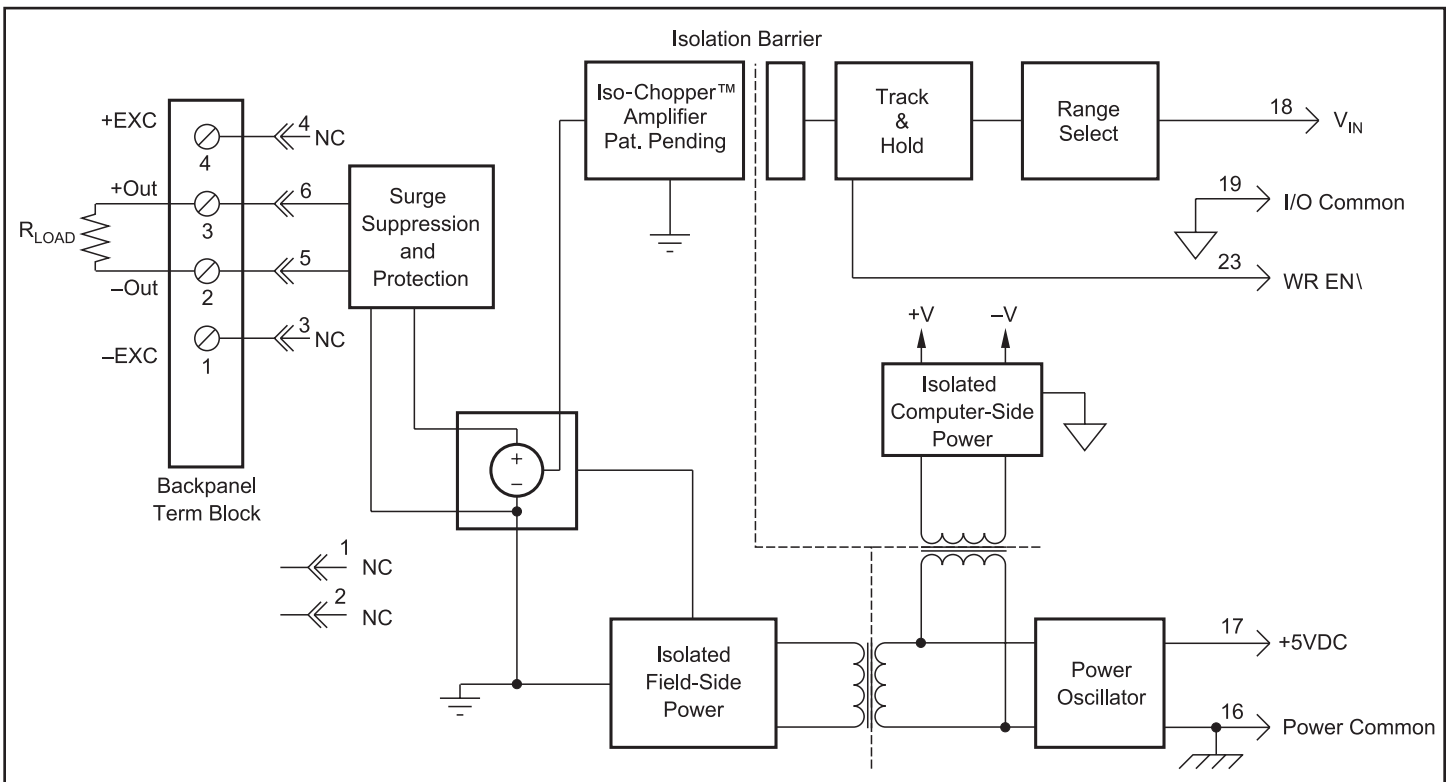 Isolation Barrier
+EXC
4
NC
4
+Out
6
3
R_LOAD
5
–Out
2
3
NC
–EXC
1
Backpanel
Term Block
1
NC
2
NC
Surge
Suppression
and
Protection
+
–
Iso-Chopper™
Amplifier
Pat. Pending
Track
&
Hold
Range
Select
18
V_IN
19
I/O Common
23
WR EN\
+V
–V
Isolated
Computer-Side
Power
Isolated
Field-Side
Power
Power
Oscillator
17
+5VDC
16
Power Common